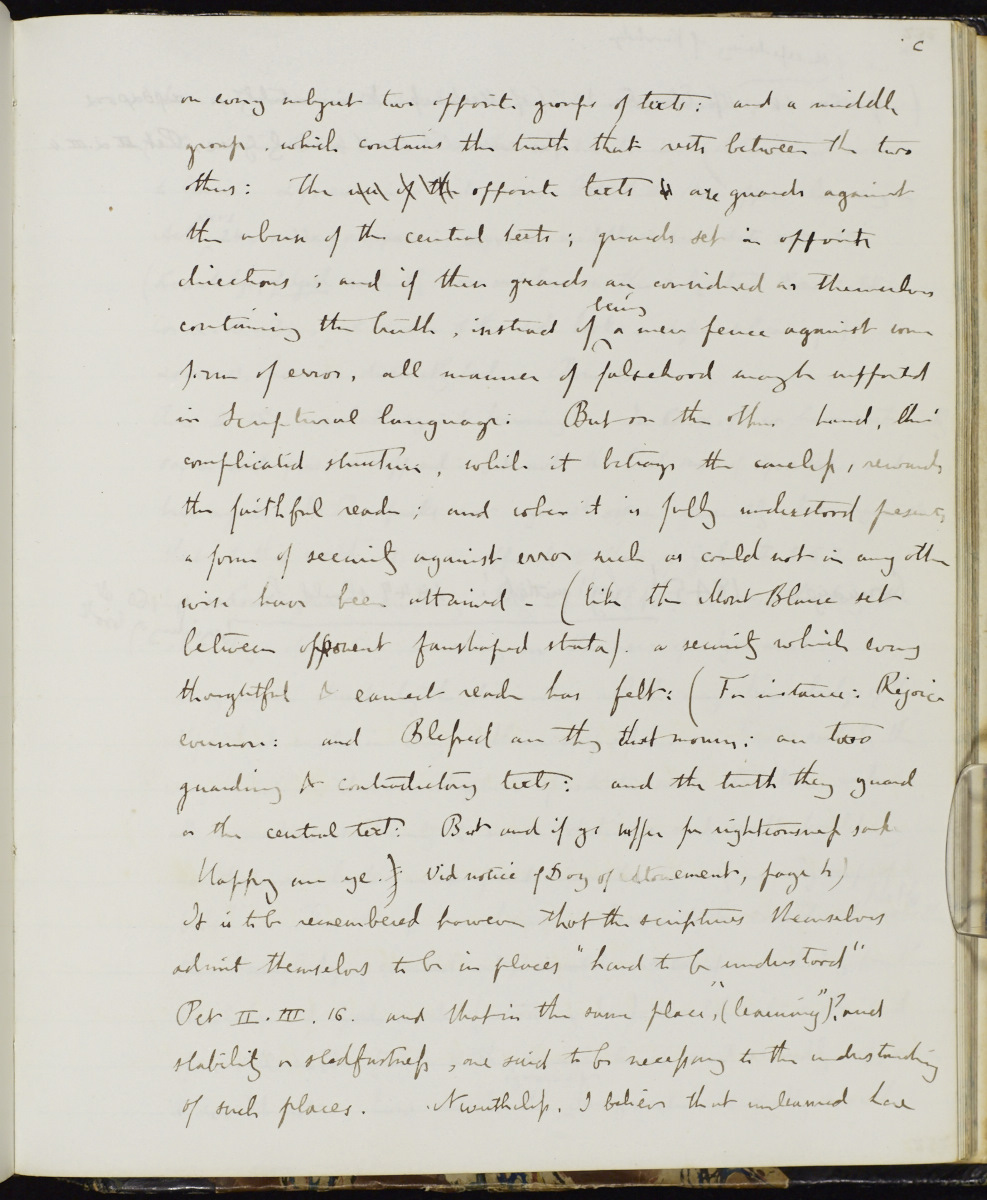 c
on every subject two opposite groups of texts: and a middle
group, which contains the truth that rests between the two
others: the use of the opposite texts is are guards against
the abuse of the central texts; guards set in opposite
directions; and if these guards are considered as themselves
being
containing the truth, instead of a mere fence against some
form of error, all manner of falsehood may be supported
in Scriptural language: But on the other hand, this
complicated structure, while it betrays the careless, rewards
the faithful reader; and when it is fully understood presents
a form of security against error such as could not in any other
wise have been attained - (like the Mont Blanc set
between opponent fanshaped strata). a security which every
thoughtful & earnest reader has felt: (For instance: Rejoice
evermore: and Blessed are they that mourn: are two
guarding & contradictory texts: and the truth they guard
is the central text: But and if ye suffer for righteousness sake
Happy are ye.} Vid notice of Day of Atonement, page h)
It is to be remembered however that the scriptures themselves
admit themselves to be in places "hard to be understood"
Pet II. III. 16. and that in the same place, "(learning")? and
stability or stedfastness, are said to be necessary to the understanding
of such places. Nevertheless, I believe that unlearned have